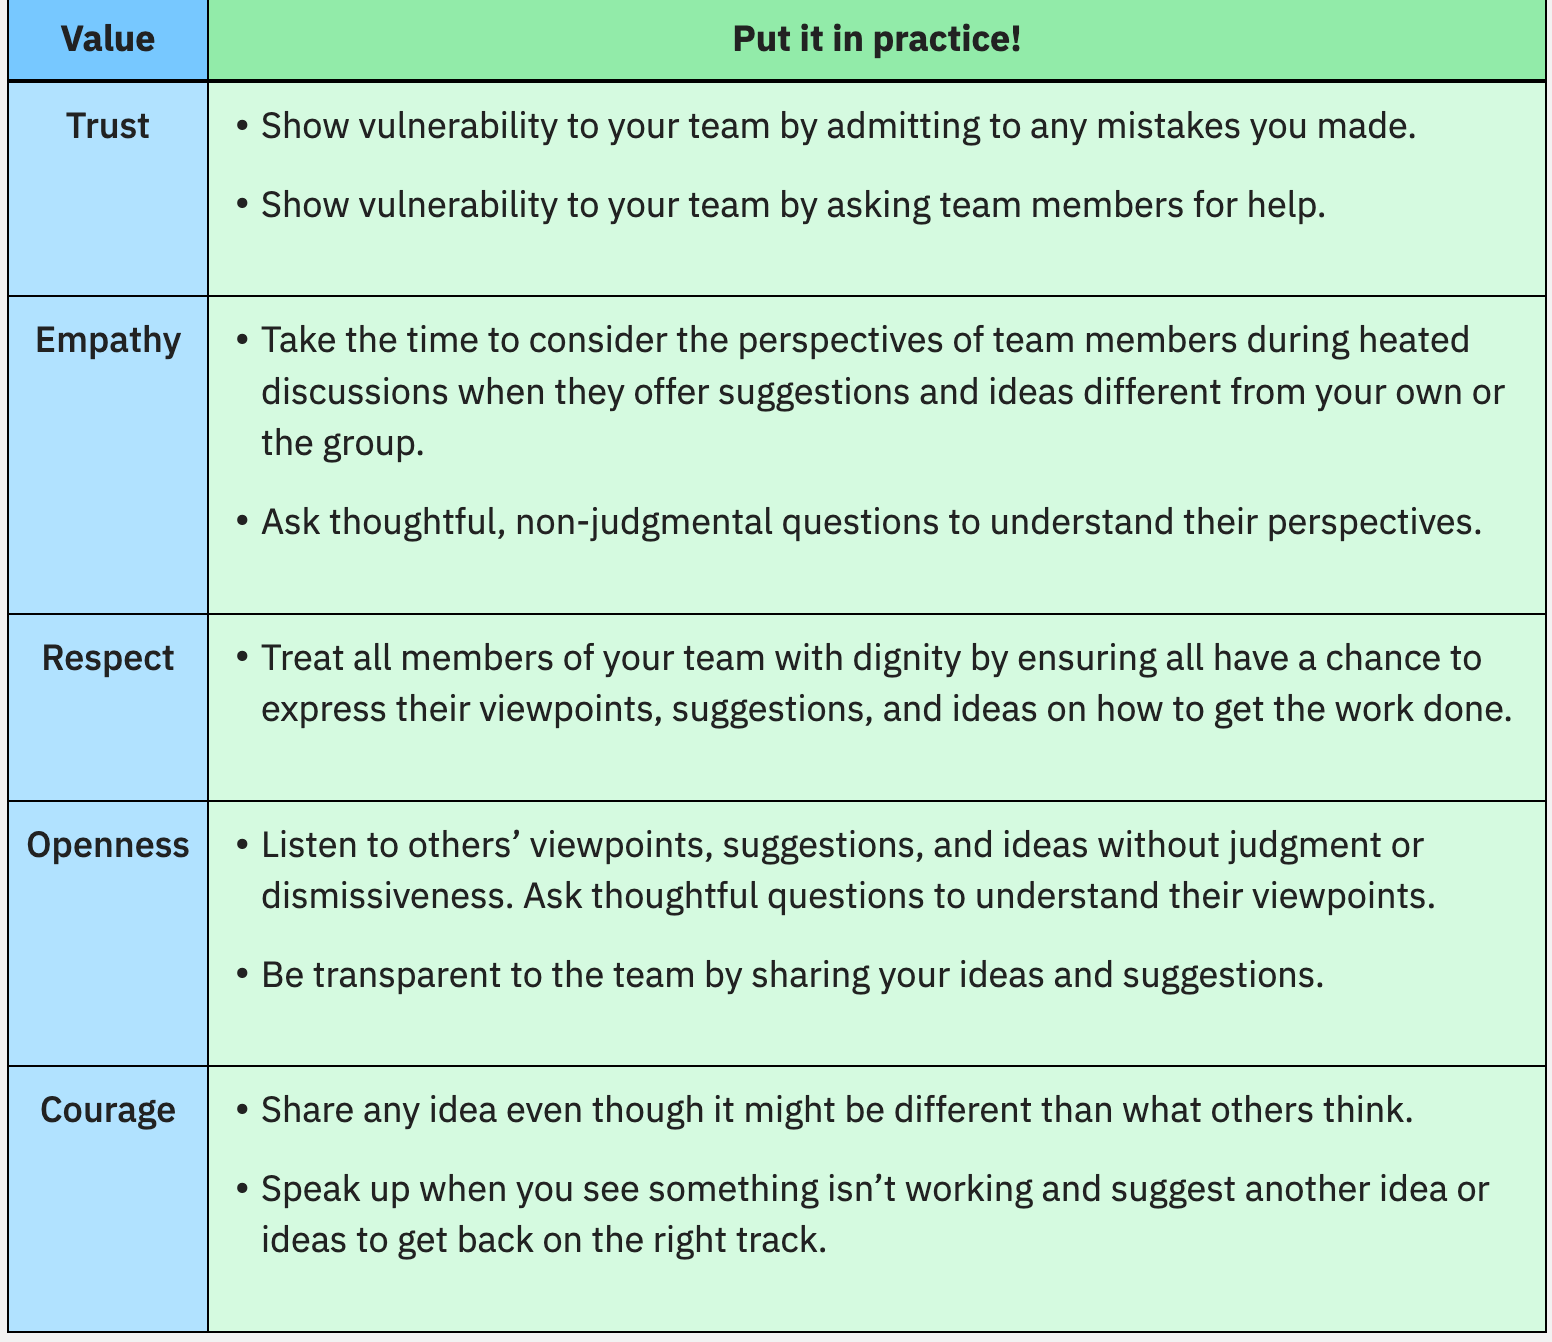 Value
Put it in practice!
Trust
• Show vulnerability to your team by admitting to any mistakes you made.
• Show vulnerability to your team by asking team members for help.
Empathy
• Take the time to consider the perspectives of team members during heated
discussions when they offer suggestions and ideas different from your own or
the group.
• Ask thoughtful, non-judgmental questions to understand their perspectives.
Respect
• Treat all members of your team with dignity by ensuring all have a chance to
express their viewpoints, suggestions, and ideas on how to get the work done.
Openness
• Listen to others’ viewpoints, suggestions, and ideas without judgment or
dismissiveness. Ask thoughtful questions to understand their viewpoints.
• Be transparent to the team by sharing your ideas and suggestions.
Courage
• Share any idea even though it might be different than what others think.
• Speak up when you see something isn’t working and suggest another idea or
ideas to get back on the right track.